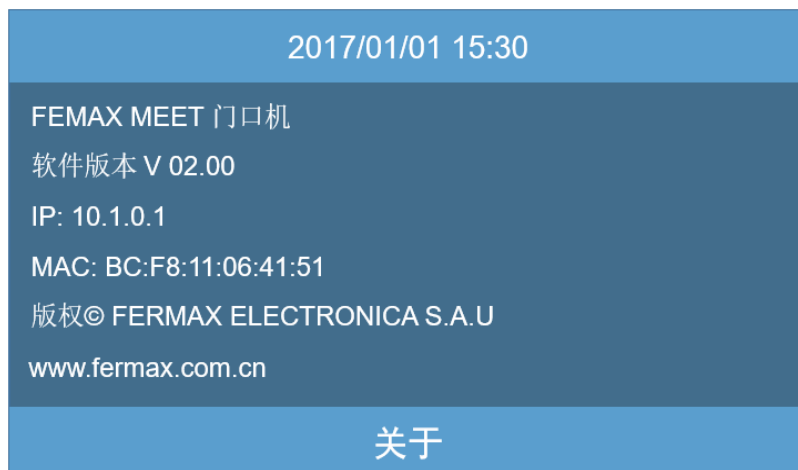 2017/01/01 15:30
FEMAX MEET 门口机
软件版本 V 02.00
IP: 10.1.0.1
MAC: BC:F8:11:06:41:51
版权© FERMAX ELECTRONICA S.A.U
www.fermax.com.cn
关于